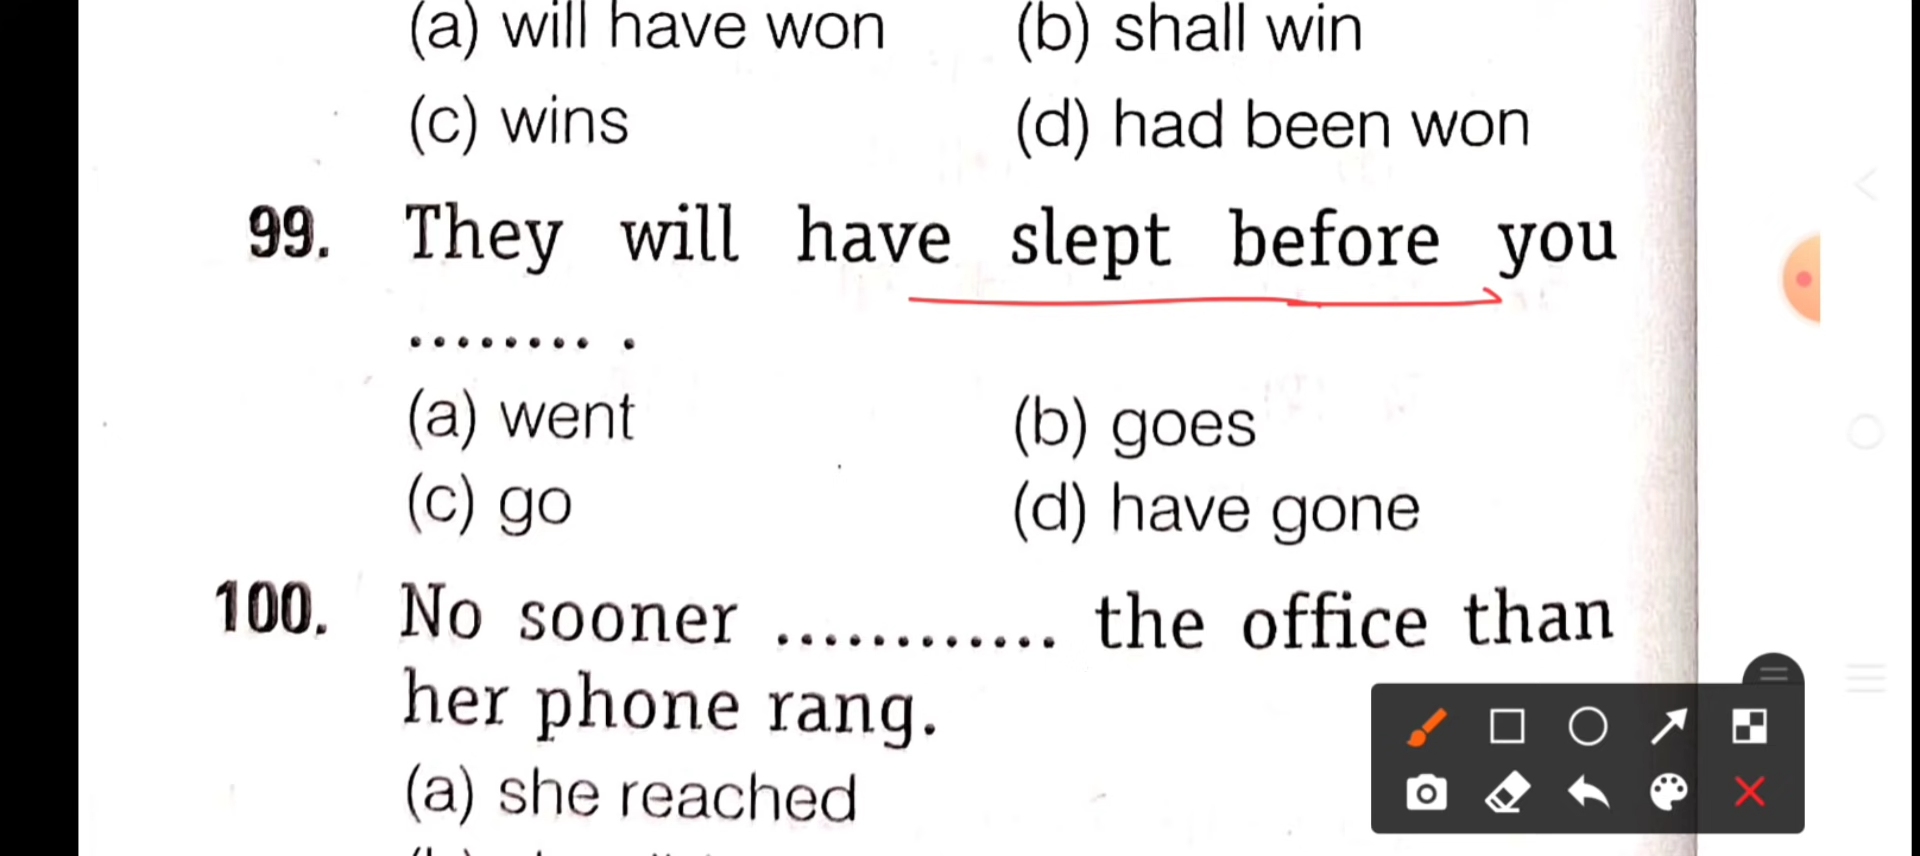 (a) will have won (b) shall win
(c) wins (d) had been won
99. They will have slept before you
......... .
(a) went (b) goes
(c) go (d) have gone
100. No sooner ............ the office than
her phone rang.
(a) she reached